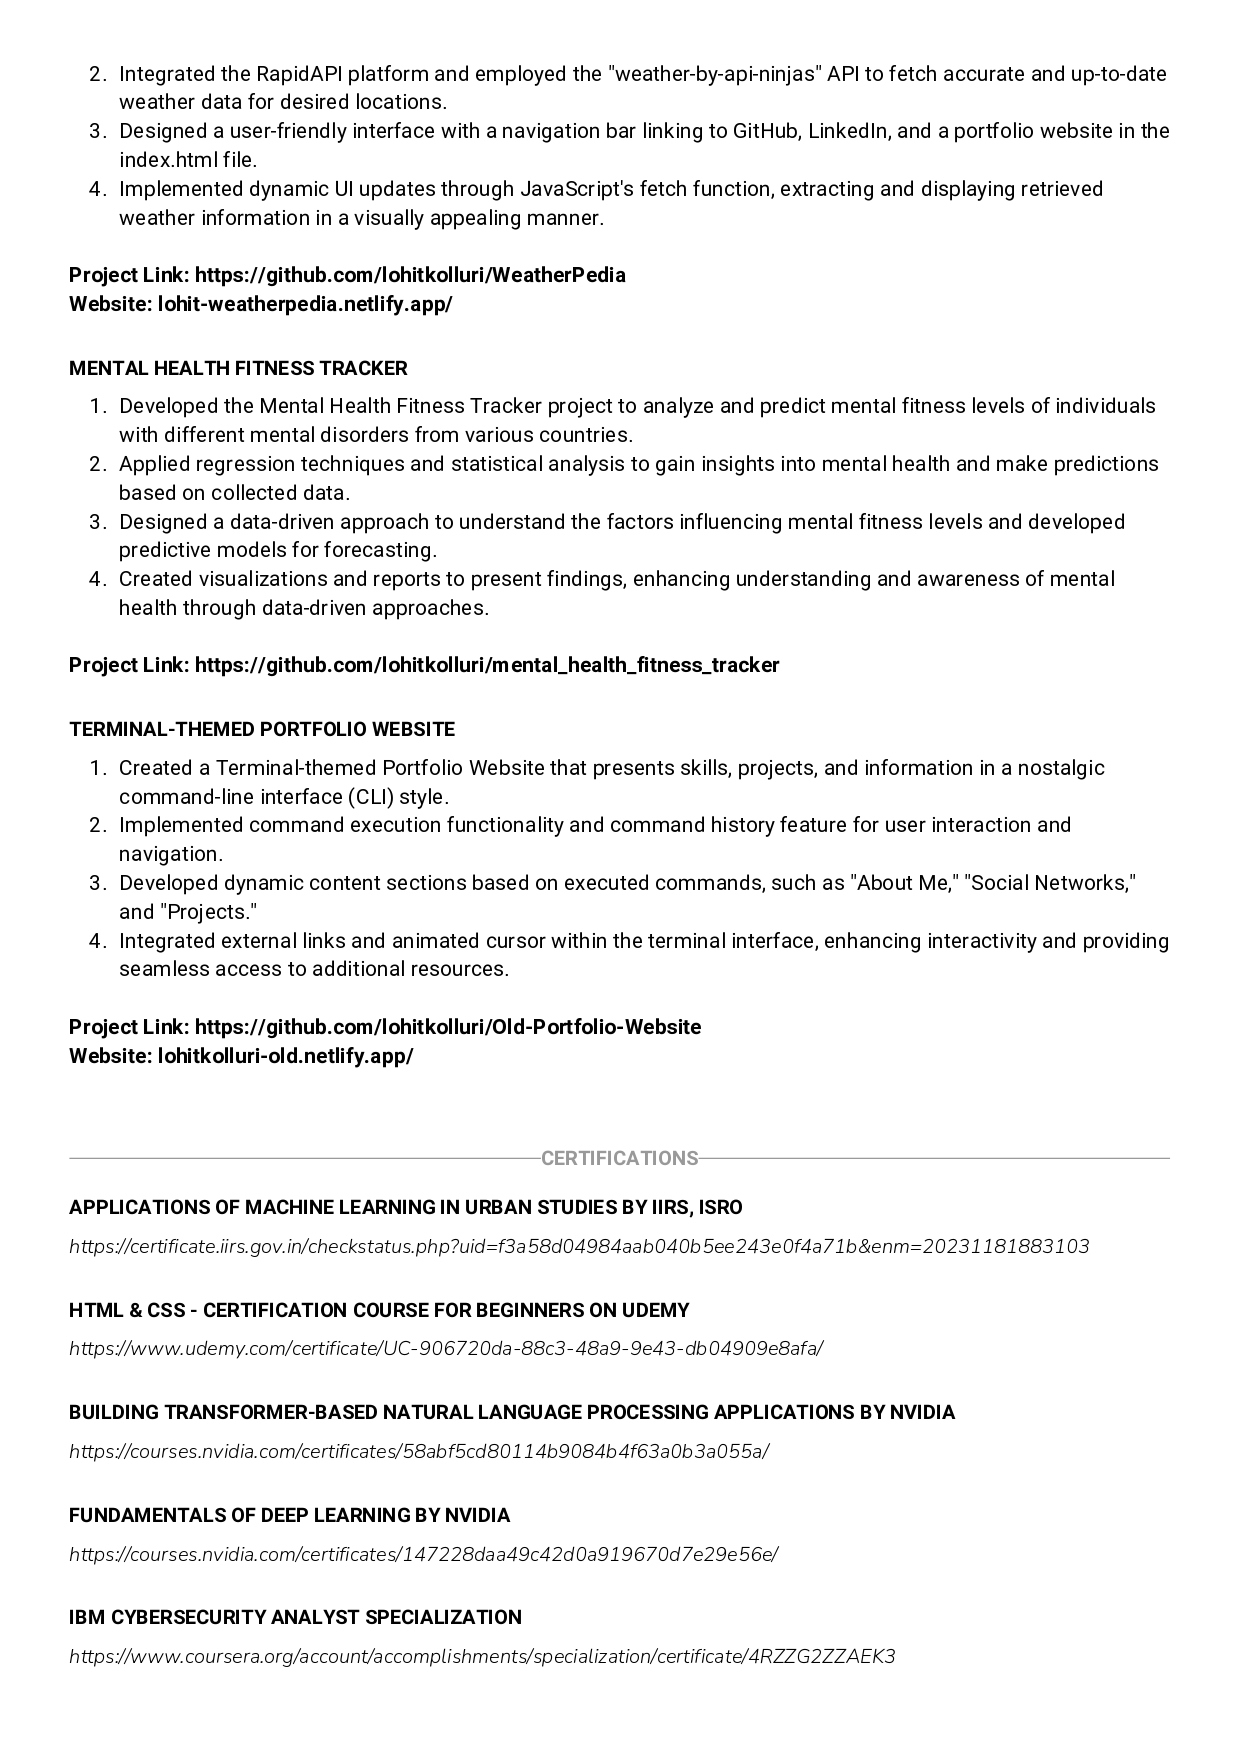 2. Integrated the RapidAPI platform and employed the "weather-by-api-ninjas" API to fetch accurate and up-to-date
weather data for desired locations.
3. Designed a user-friendly interface with a navigation bar linking to GitHub, LinkedIn, and a portfolio website in the
index.html file.
4. Implemented dynamic UI updates through JavaScript's fetch function, extracting and displaying retrieved
weather information in a visually appealing manner.
Project Link: https://github.com/lohitkolluri/WeatherPedia
Website: lohit-weatherpedia.netlify.app/
MENTAL HEALTH FITNESS TRACKER
1. Developed the Mental Health Fitness Tracker project to analyze and predict mental fitness levels of individuals
with different mental disorders from various countries.
2. Applied regression techniques and statistical analysis to gain insights into mental health and make predictions
based on collected data.
3. Designed a data-driven approach to understand the factors influencing mental fitness levels and developed
predictive models for forecasting.
4. Created visualizations and reports to present findings, enhancing understanding and awareness of mental
health through data-driven approaches.
Project Link: https://github.com/lohitkolluri/mental_health_fitness_tracker
TERMINAL-THEMED PORTFOLIO WEBSITE
1. Created a Terminal-themed Portfolio Website that presents skills, projects, and information in a nostalgic
command-line interface (CLI) style.
2. Implemented command execution functionality and command history feature for user interaction and
navigation.
3. Developed dynamic content sections based on executed commands, such as "About Me," "Social Networks,"
and "Projects."
4. Integrated external links and animated cursor within the terminal interface, enhancing interactivity and providing
seamless access to additional resources.
Project Link: https://github.com/lohitkolluri/Old-Portfolio-Website
Website: lohitkolluri-old.netlify.app/
CERTIFICATIONS
APPLICATIONS OF MACHINE LEARNING IN URBAN STUDIES BY IIRS, ISRO
https://certificate.iirs.gov.in/checkstatus.php?uid=f3a58d04984aab040b5ee243e0f4a71b&enm=20231181883103
HTML & CSS - CERTIFICATION COURSE FOR BEGINNERS ON UDEMY
https://www.udemy.com/certificate/UC-906720da-88c3-48a9-9e43-db04909e8afa/
BUILDING TRANSFORMER-BASED NATURAL LANGUAGE PROCESSING APPLICATIONS BY NVIDIA
https://courses.nvidia.com/certificates/58abf5cd80114b9084b4f63a0b3a055a/
FUNDAMENTALS OF DEEP LEARNING BY NVIDIA
https://courses.nvidia.com/certificates/147228daa49c42d0a919670d7e29e56e/
IBM CYBERSECURITY ANALYST SPECIALIZATION
https://www.coursera.org/account/accomplishments/specialization/certificate/4RZZG2ZZAEK3